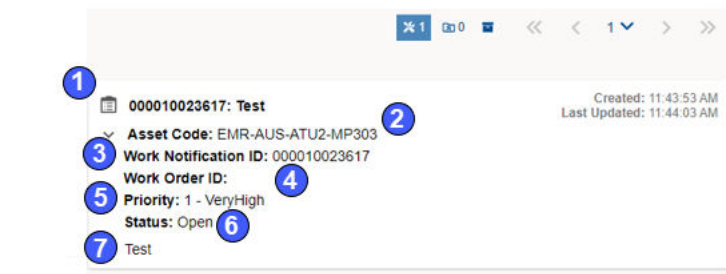 1 0 1
1
000010023617: Test
Created: 11:43:53 AM
Last Updated: 11:44:03 AM
2
Asset Code: EMR-AUS-ATU2-MP303
3
Work Notification ID: 000010023617
Work Order ID:
4
5
Priority: 1 - VeryHigh
Status: Open
6
7
Test